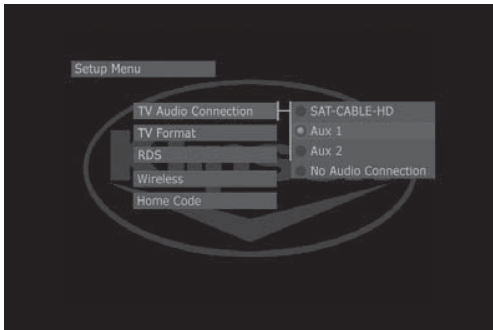 Setup Menu
TV Audio Connection
TV Format
RDS
Wireless
Home Code
SAT-CABLE-HD
Aux 1
Aux 2
No Audio Connection